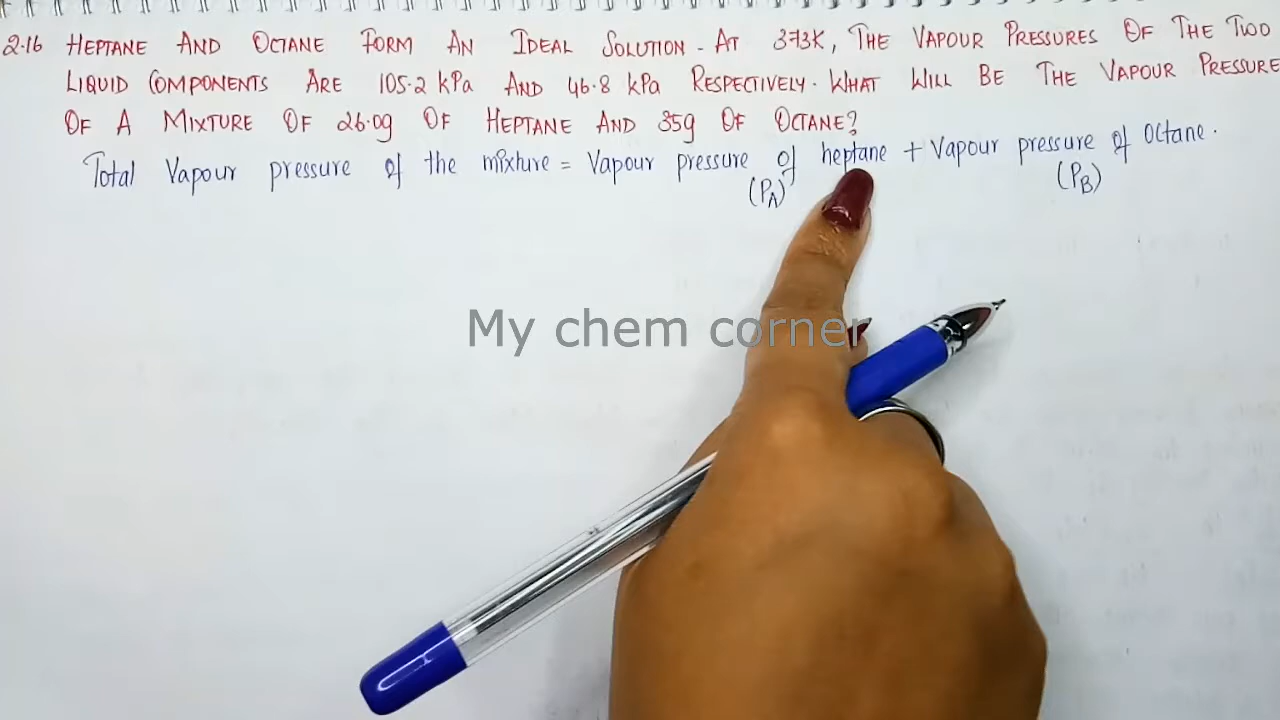 2.16 HEPTANE AND OCTANE FORM AN IDEAL SOLUTION. AT 373K, THE VAPOUR PRESSURES OF THE TWO
LIQUID COMPONENTS ARE 105.2 kPa AND 46.8 kPa RESPECTIVELY. WHAT WILL BE THE VAPOUR PRESSURE
OF A MIXTURE OF 26.0g OF HEPTANE AND 35g OF OCTANE?
Total Vapour pressure of the mixture = Vapour pressure of heptane + Vapour pressure of Octane.
(PA) (PB)
My chem corner